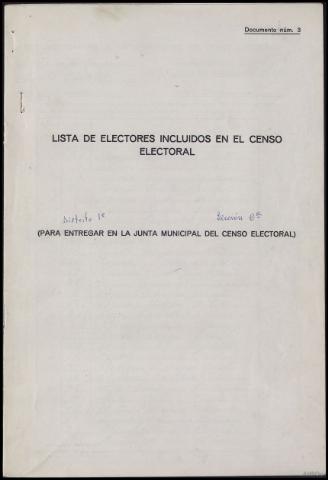 Documento núm. 3
LISTA DE ELECTORES INCLUIDOS EN EL CENSO
ELECTORAL
Distrito 1º Sección 6ª
(PARA ENTREGAR EN LA JUNTA MUNICIPAL DEL CENSO ELECTORAL)